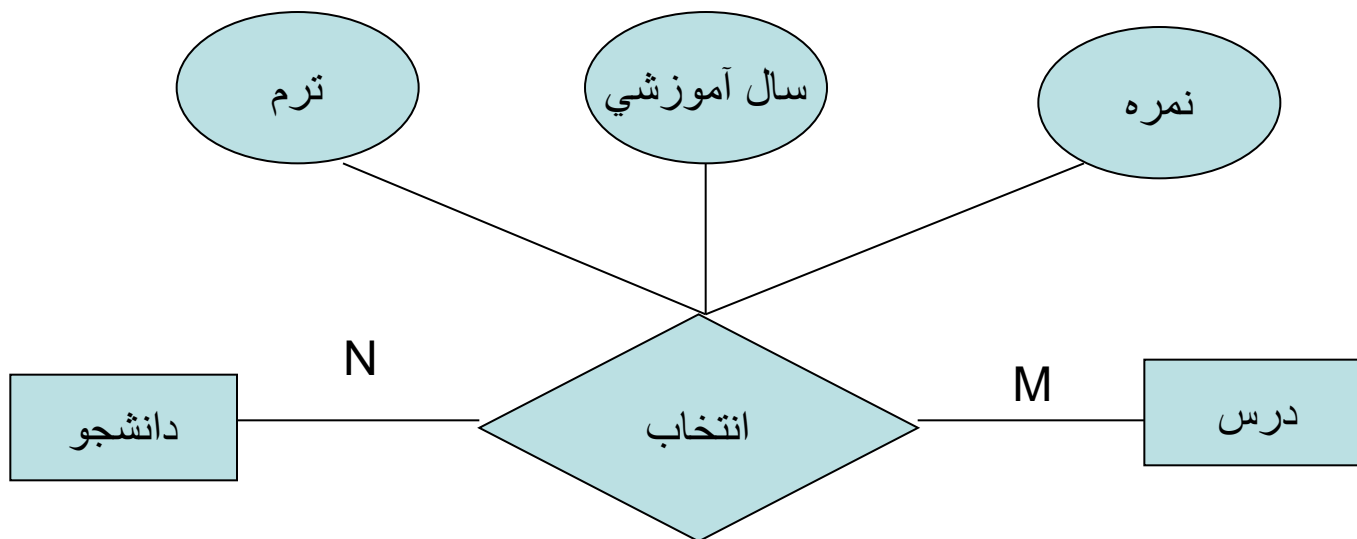 نمره
سال آموزشي
ترم
N
M
درس
انتخاب
دانشجو